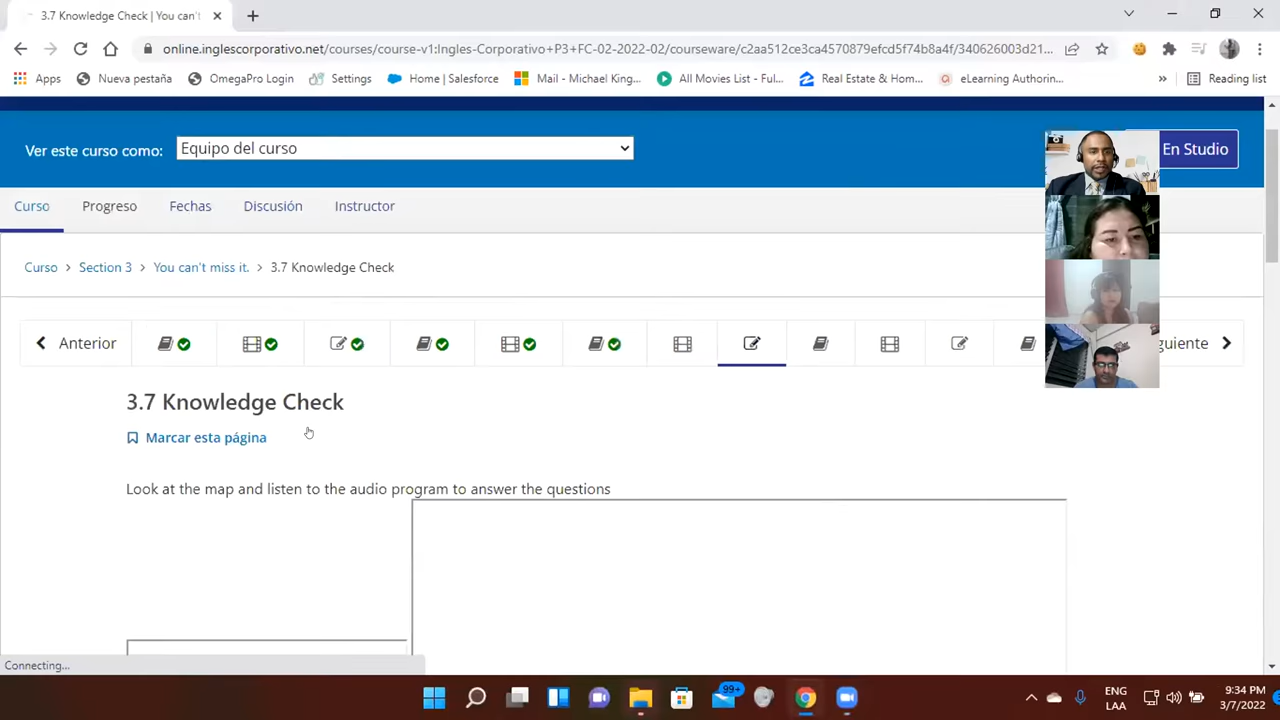 3.7 Knowledge Check | You can't
online.inglescorporativo.net/courses/course-v1:Ingles-Corporativo+P3+FC-02-2022-02/courseware/c2aa512ce3ca4570879efcd5f74b8a4f/340626003d21...
Apps Nueva pestaña OmegaPro Login Settings Home | Salesforce Mail - Michael King... All Movies List - Ful... Real Estate & Hom... eLearning Authorin... » Reading list
Ver este curso como: Equipo del curso En Studio
Curso Progreso Fechas Discusión Instructor
Curso > Section 3 > You can't miss it. > 3.7 Knowledge Check
Anterior guiente
3.7 Knowledge Check
Marcar esta página
Look at the map and listen to the audio program to answer the questions
Connecting...
99+
ENG
LAA
9:34 PM
3/7/2022